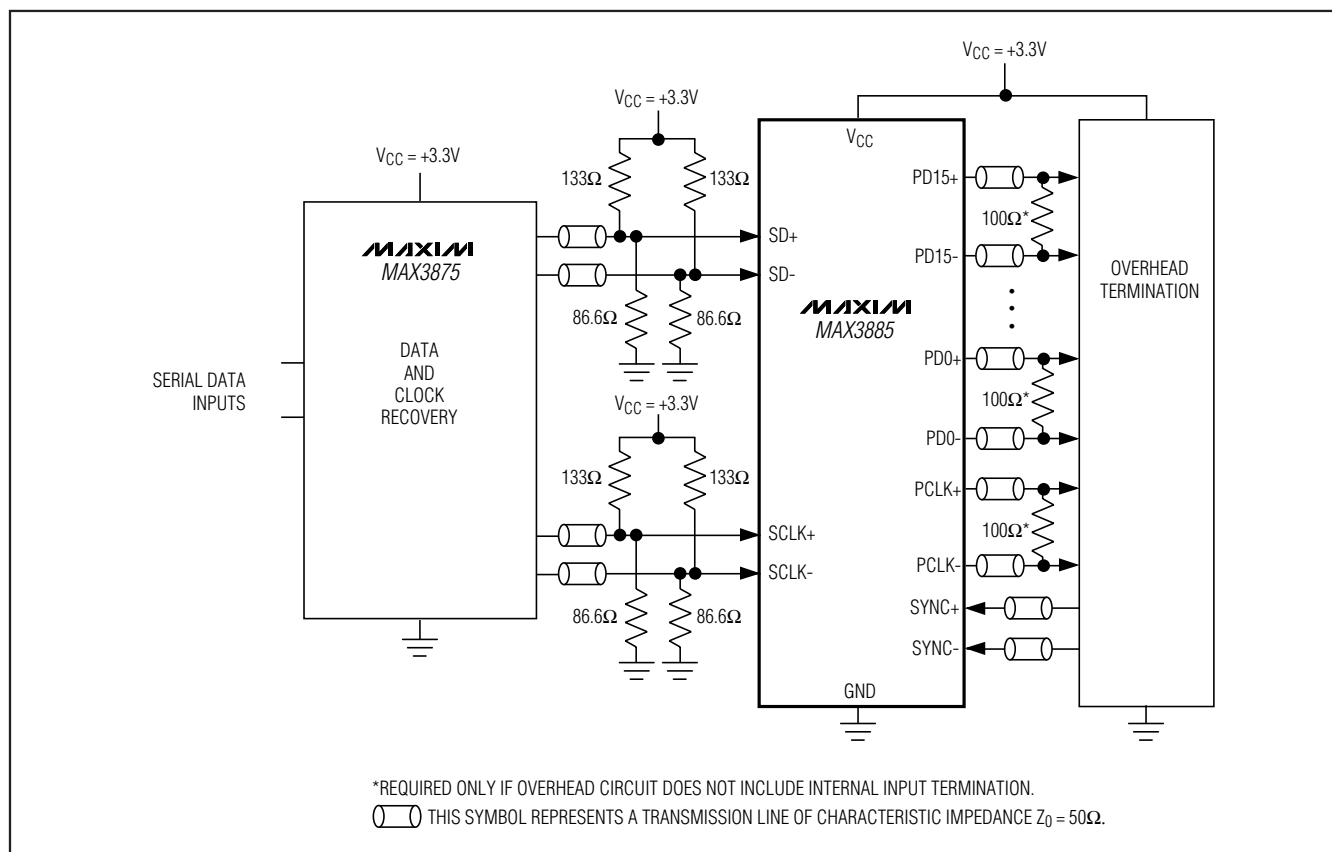 VCC = +3.3V
VCC = +3.3V
VCC = +3.3V
MAXIM
MAX3875
DATA
AND
CLOCK
RECOVERY
SERIAL DATA
INPUTS
133Ω
133Ω
86.6Ω
86.6Ω
VCC = +3.3V
133Ω
133Ω
86.6Ω
86.6Ω
VCC
SD+
SD-
MAXIM
MAX3885
SCLK+
SCLK-
GND
PD15+
PD15-
PD0+
PD0-
PCLK+
PCLK-
SYNC+
SYNC-
100Ω*
100Ω*
100Ω*
OVERHEAD
TERMINATION
*REQUIRED ONLY IF OVERHEAD CIRCUIT DOES NOT INCLUDE INTERNAL INPUT TERMINATION.
THIS SYMBOL REPRESENTS A TRANSMISSION LINE OF CHARACTERISTIC IMPEDANCE Z0 = 50Ω.